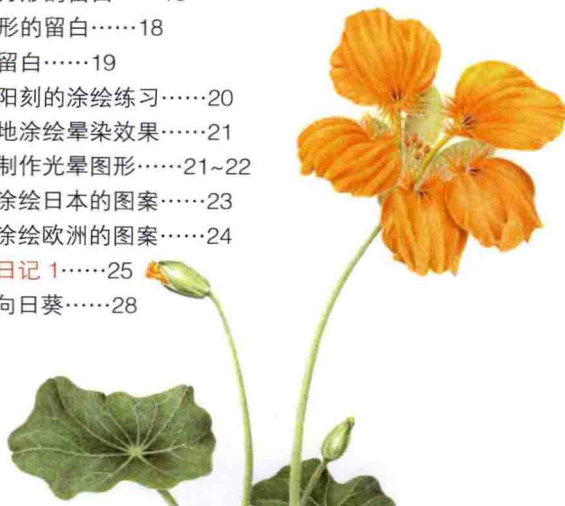 形的留白……18
留白……19
阳刻的涂绘练习……20
地涂绘晕染效果……21
制作光晕图形……21~22
涂绘日本的图案……23
涂绘欧洲的图案……24
日记 1……25
向日葵……28